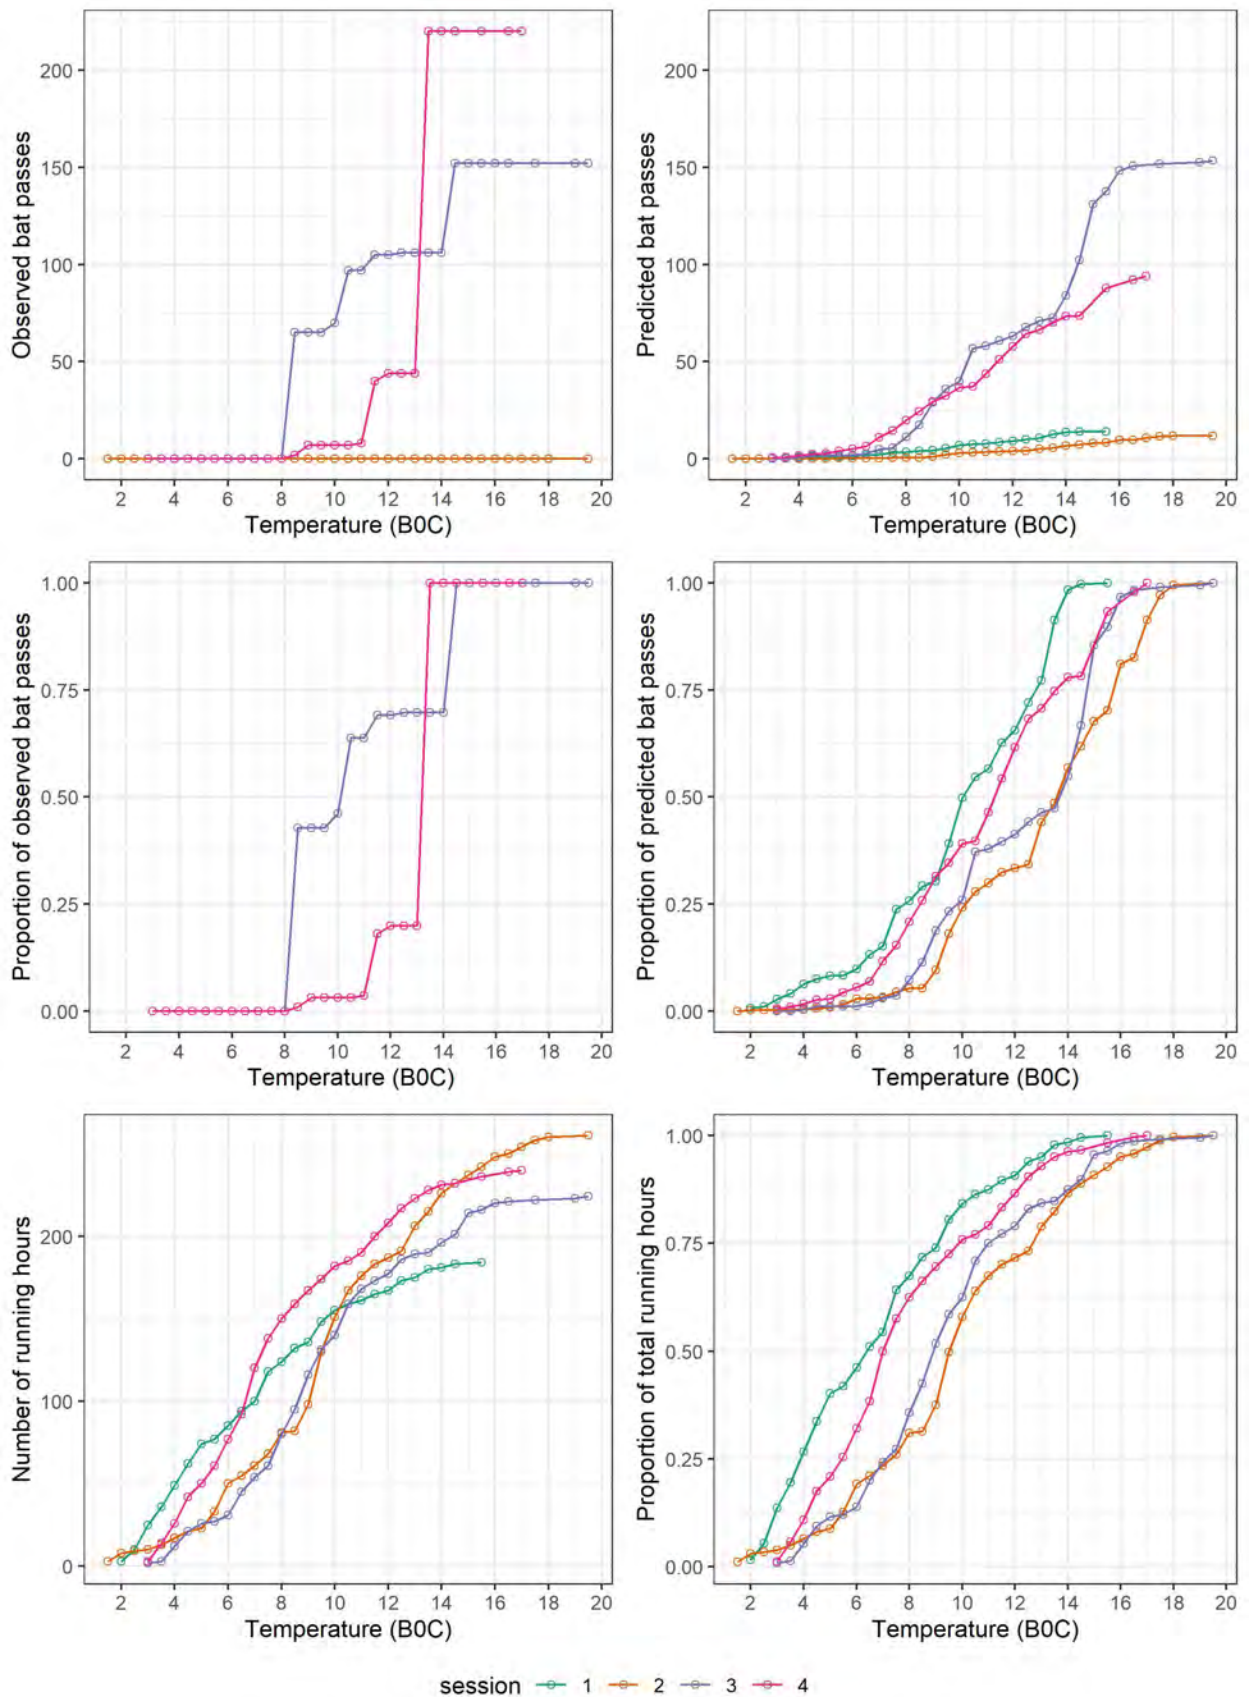 Observed bat passes
200
150
100
50
0
2 4 6 8 10 12 14 16 18 20
Temperature (B0C)
Predicted bat passes
200
150
100
50
0
2 4 6 8 10 12 14 16 18 20
Temperature (B0C)
Proportion of observed bat passes
1.00
0.75
0.50
0.25
0.00
2 4 6 8 10 12 14 16 18 20
Temperature (B0C)
Proportion of predicted bat passes
1.00
0.75
0.50
0.25
0.00
2 4 6 8 10 12 14 16 18 20
Temperature (B0C)
Number of running hours
200
100
0
2 4 6 8 10 12 14 16 18 20
Temperature (B0C)
Proportion of total running hours
1.00
0.75
0.50
0.25
0.00
2 4 6 8 10 12 14 16 18 20
Temperature (B0C)
session 1 2 3 4